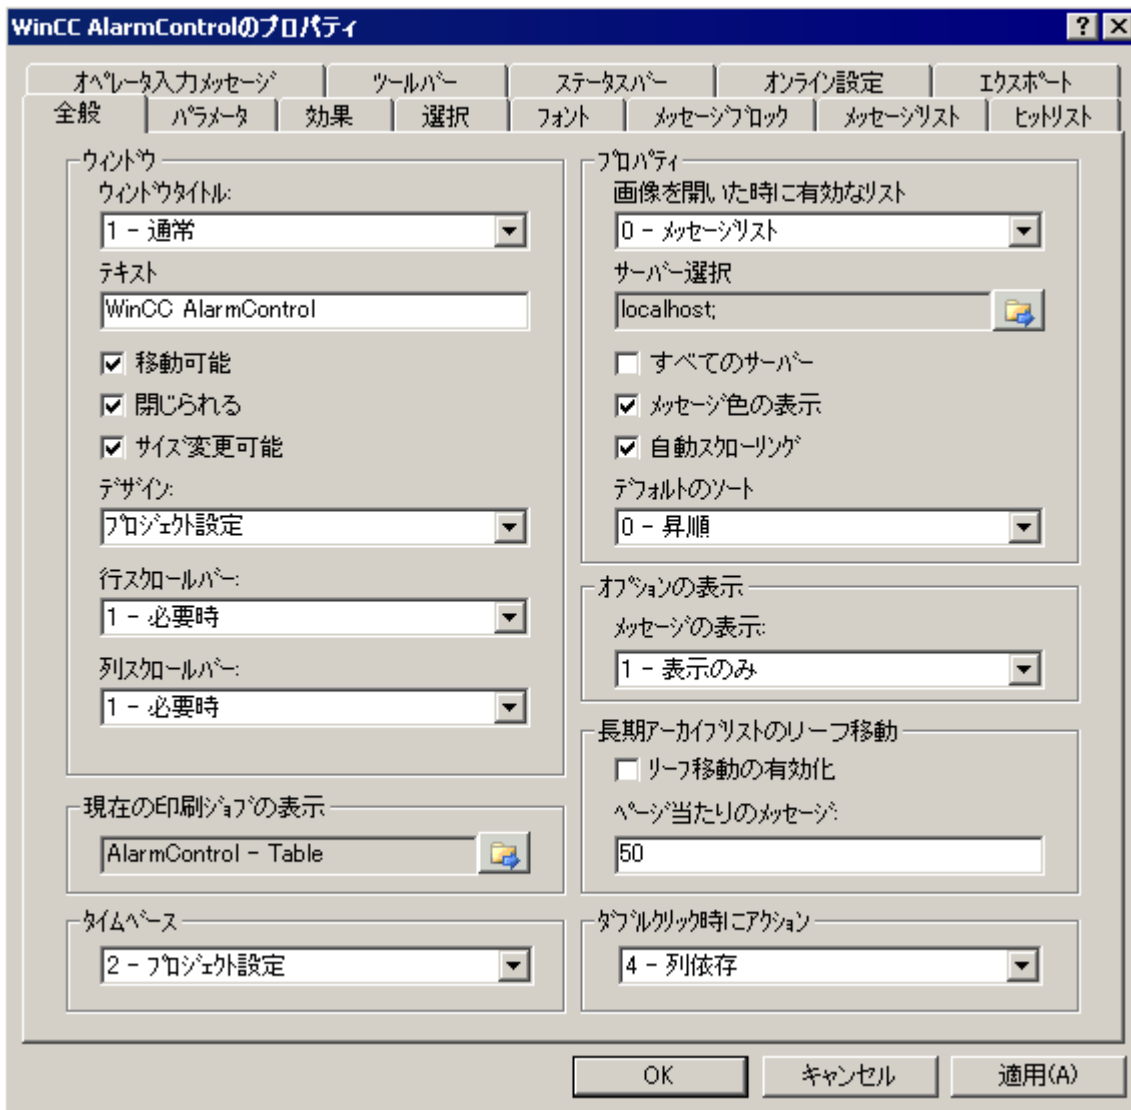 WinCC AlarmControlのプロパティ
オペレータ入力メッセージ ツールバー ステータスバー オンライン設定 エクスポート
全般 パラメータ 効果 選択 フォント メッセージブロック メッセージリスト ヒットリスト
ウィンドウ
ウィンドウタイトル:
1 - 通常
テキスト
WinCC AlarmControl
移動可能
閉じられる
サイズ変更可能
デザイン:
プロジェクト設定
行スクロールバー:
1 - 必要時
列スクロールバー:
1 - 必要時
現在の印刷ジョブの表示
AlarmControl - Table
タイムベース
2 - プロジェクト設定
プロパティ
画像を開いた時に有効なリスト
0 - メッセージリスト
サーバー選択
localhost;
すべてのサーバー
メッセージ色の表示
自動スクローリング
デフォルトのソート
0 - 昇順
オプションの表示
メッセージの表示:
1 - 表示のみ
長期アーカイブリストのリーフ移動
リーフ移動の有効化
ページ当たりのメッセージ:
50
ダブルクリック時にアクション
4 - 列依存
OK キャンセル 適用(A)